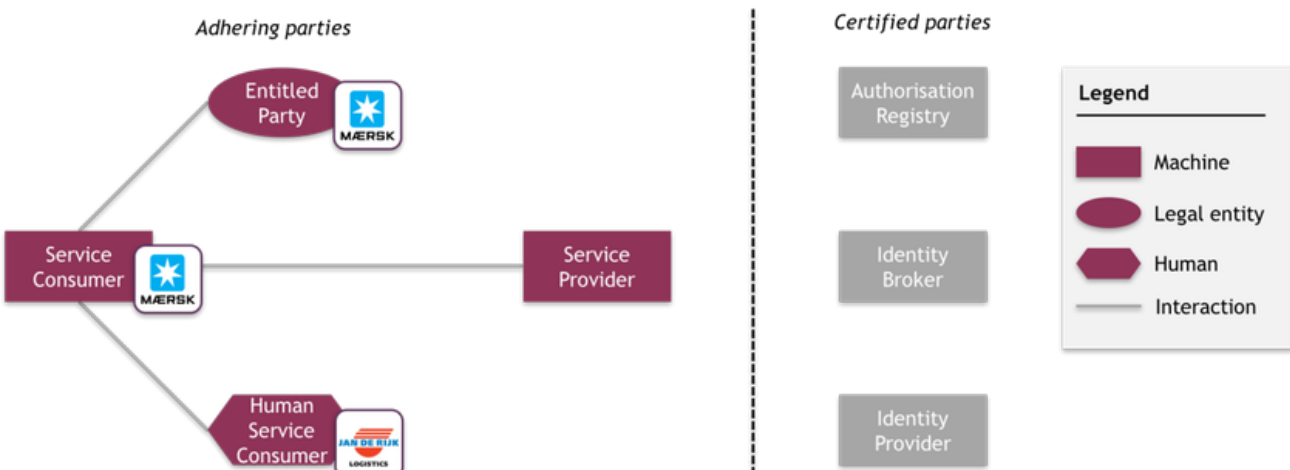 Adhering parties
Certified parties
Entitled
Party
MÆRSK
Authorisation
Registry
Legend
Machine
Legal entity
Human
Interaction
Service
Consumer
MÆRSK
Service
Provider
Identity
Broker
Human
Service
Consumer
JAN DE RIJK
LOGISTICS
Identity
Provider